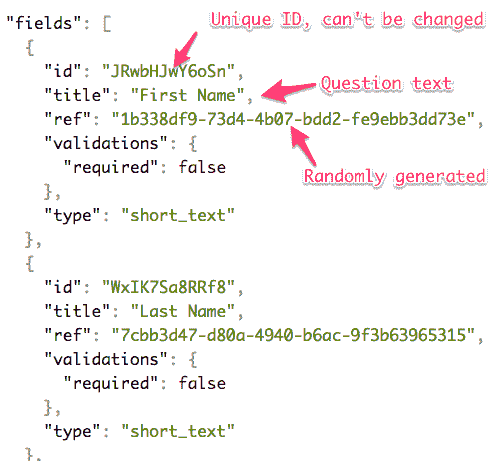 "fields": [
Unique ID, can't be changed
{
"id": "JRwbHJwY6oSn",
"title": "First Name",
Question text
"ref": "1b338df9-73d4-4b07-bdd2-fe9ebb3dd73e",
"validations": {
"required": false
Randomly generated
},
"type": "short_text"
},
{
"id": "WxIK7Sa8RRf8",
"title": "Last Name",
"ref": "7cbb3d47-d80a-4940-b6ac-9f3b63965315",
"validations": {
"required": false
},
"type": "short_text"
},